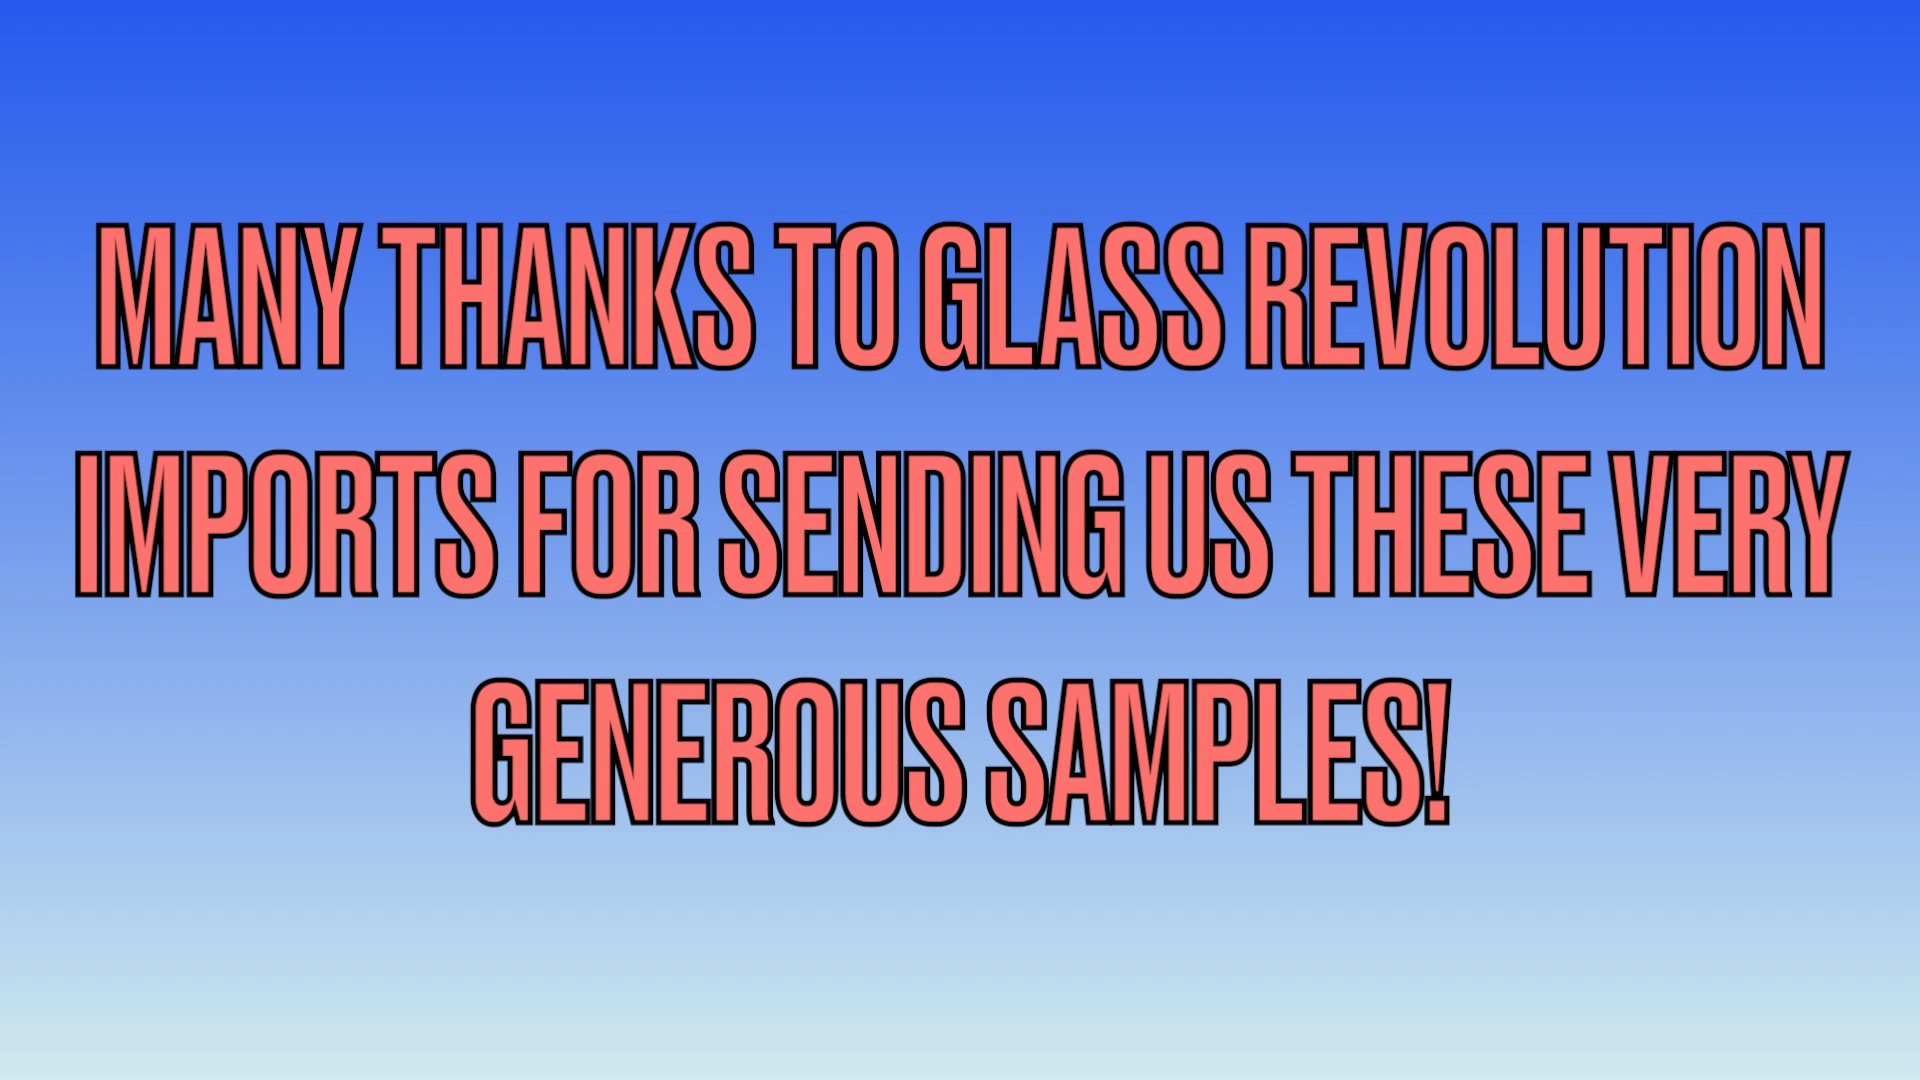 MANY THANKS TO GLASS REVOLUTION
IMPORTS FOR SENDING US THESE VERY
GENEROUS SAMPLES!